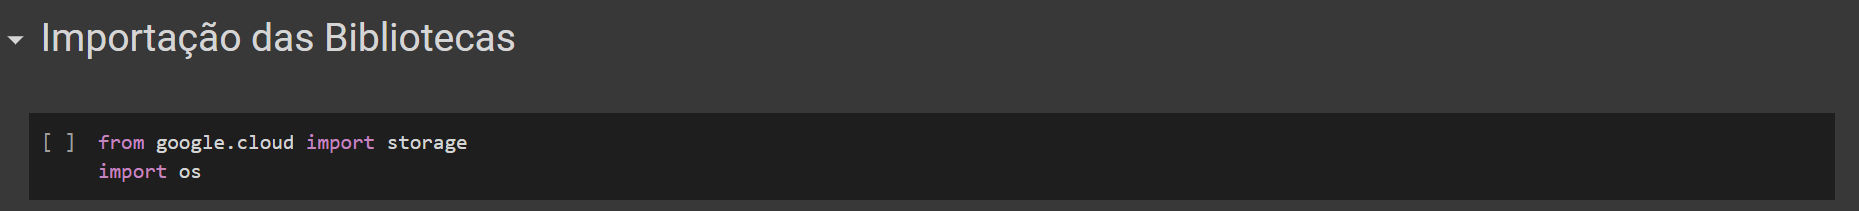 Importação das Bibliotecas
[ ] from google.cloud import storage
import os